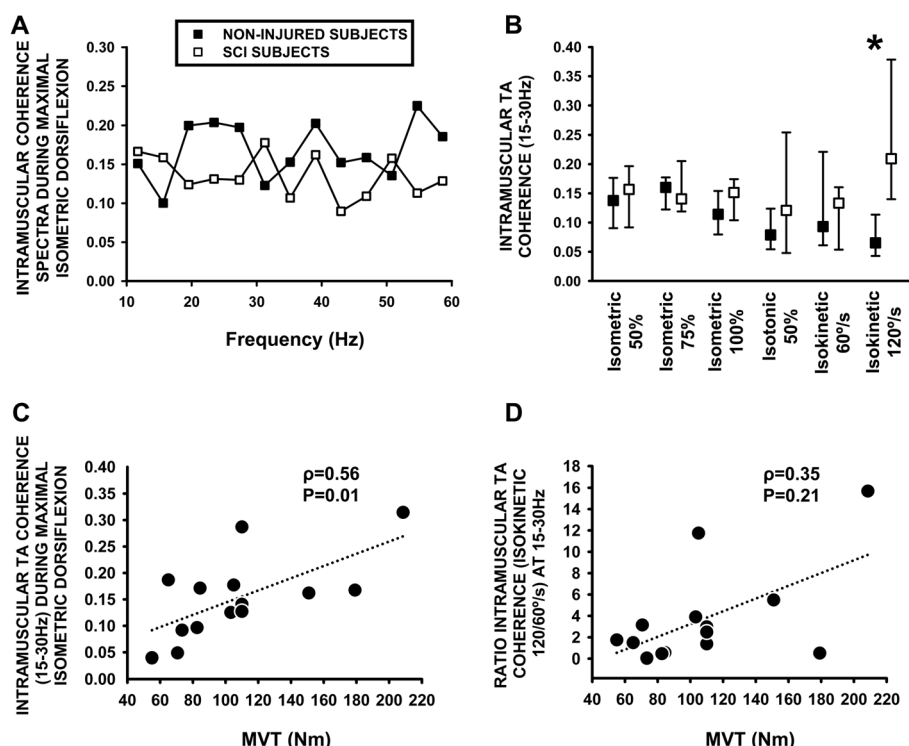 A
NON-INJURED SUBJECTS
SCI SUBJECTS
INTRAMUSCULAR COHERENCE
SPECTRA DURING MAXIMAL
ISOMETRIC DORSIFLEXION
0.30
0.25
0.20
0.15
0.10
0.05
0.00
10 20 30 40 50 60
Frequency (Hz)
B
INTRAMUSCULAR TA
COHERENCE (15-30Hz)
0.40
0.35
0.30
0.25
0.20
0.15
0.10
0.05
0.00
*
Isometric
50%
Isometric
75%
Isometric
100%
Isotonic
50%
Isokinetic
60º/s
Isokinetic
120º/s
C
INTRAMUSCULAR TA COHERENCE
(15-30Hz) DURING MAXIMAL
ISOMETRIC DORSIFLEXION
0.40
0.35
0.30
0.25
0.20
0.15
0.10
0.05
0.00
ρ=0.56
P=0.01
40 60 80 100 120 140 160 180 200 220
MVT (Nm)
D
RATIO INTRAMUSCULAR TA
COHERENCE (ISOKINETIC
120/60º/s) AT 15-30Hz
18
16
14
12
10
8
6
4
2
0
ρ=0.35
P=0.21
40 60 80 100 120 140 160 180 200 220
MVT (Nm)